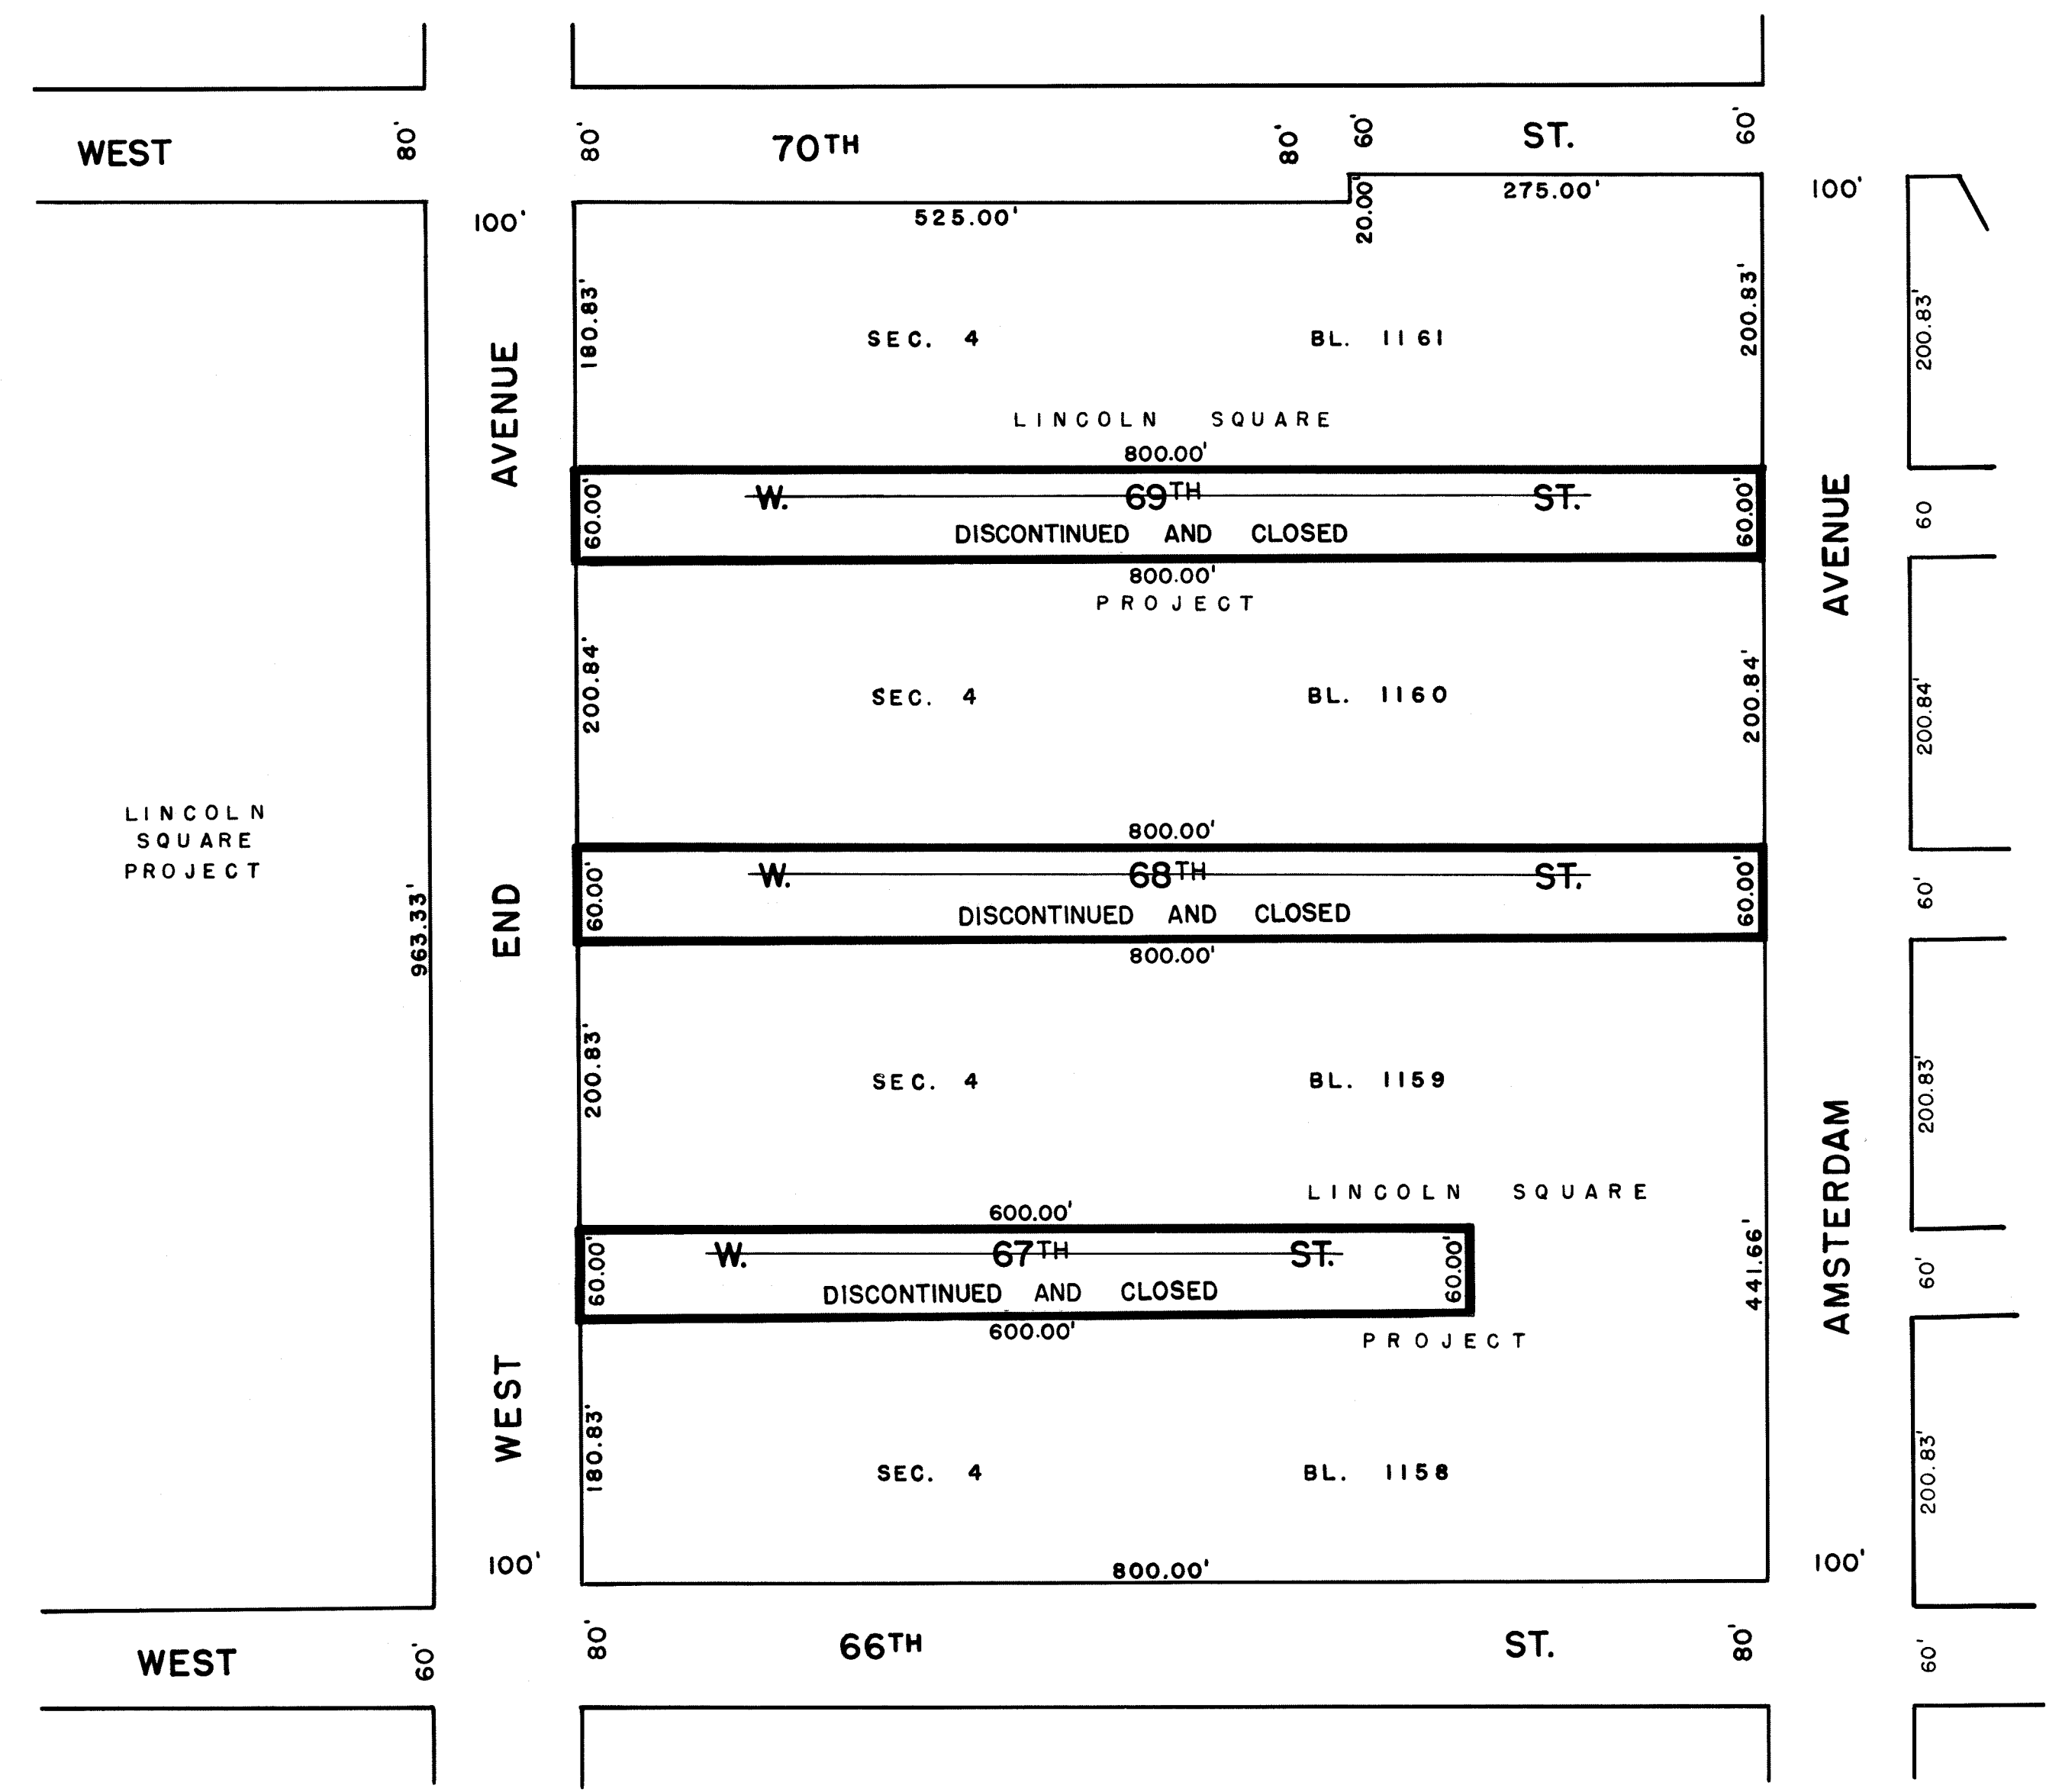 WEST 80' 80' 70TH 80' 60' ST. 60'
100' 525.00' 20.00' 275.00' 100'
180.83' 200.83' 200.83'
SEC. 4 BL. 1161
LINCOLN SQUARE
800.00'
60.00' W. 69TH ST. 60.00' 60
DISCONTINUED AND CLOSED
800.00'
PROJECT
200.84' 200.84' 200.84'
SEC. 4 BL. 1160
800.00'
60.00' W. 68TH ST. 60.00' 60'
DISCONTINUED AND CLOSED
800.00'
LINCOLN
SQUARE
PROJECT
963.33'
WEST END AVENUE
AMSTERDAM AVENUE
200.83' 200.83'
SEC. 4 BL. 1159
LINCOLN SQUARE
600.00'
60.00' W. 67TH ST. 60.00' 441.66' 60'
DISCONTINUED AND CLOSED
600.00'
PROJECT
180.83' 200.83'
SEC. 4 BL. 1158
100' 800.00' 100'
WEST 60' 80' 66TH ST. 80' 60'